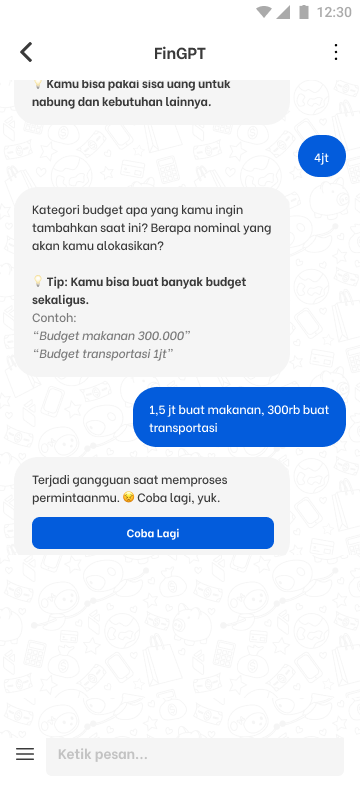 12:30
FinGPT
Kamu bisa pakai sisa uang untuk
nabung dan kebutuhan lainnya.
4jt
Kategori budget apa yang kamu ingin
tambahkan saat ini? Berapa nominal yang
akan kamu alokasikan?
Tip: Kamu bisa buat banyak budget
sekaligus.
Contoh:
“Budget makanan 300.000”
“Budget transportasi 1jt”
1,5 jt buat makanan, 300rb buat
transportasi
Terjadi gangguan saat memproses
permintaanmu. 😣 Coba lagi, yuk.
Coba Lagi
Ketik pesan...